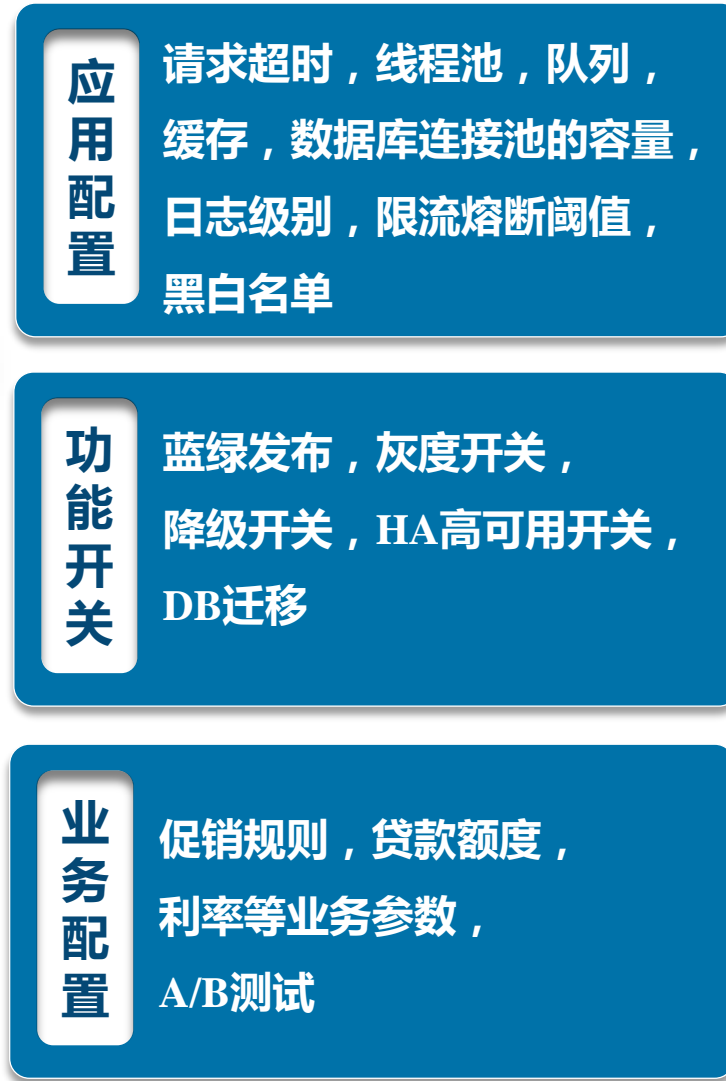 应用配置
请求超时，线程池，队列，
缓存，数据库连接池的容量，
日志级别，限流熔断阈值，
黑白名单
功能开关
蓝绿发布，灰度开关，
降级开关，HA高可用开关，
DB迁移
业务配置
促销规则，贷款额度，
利率等业务参数，
A/B测试